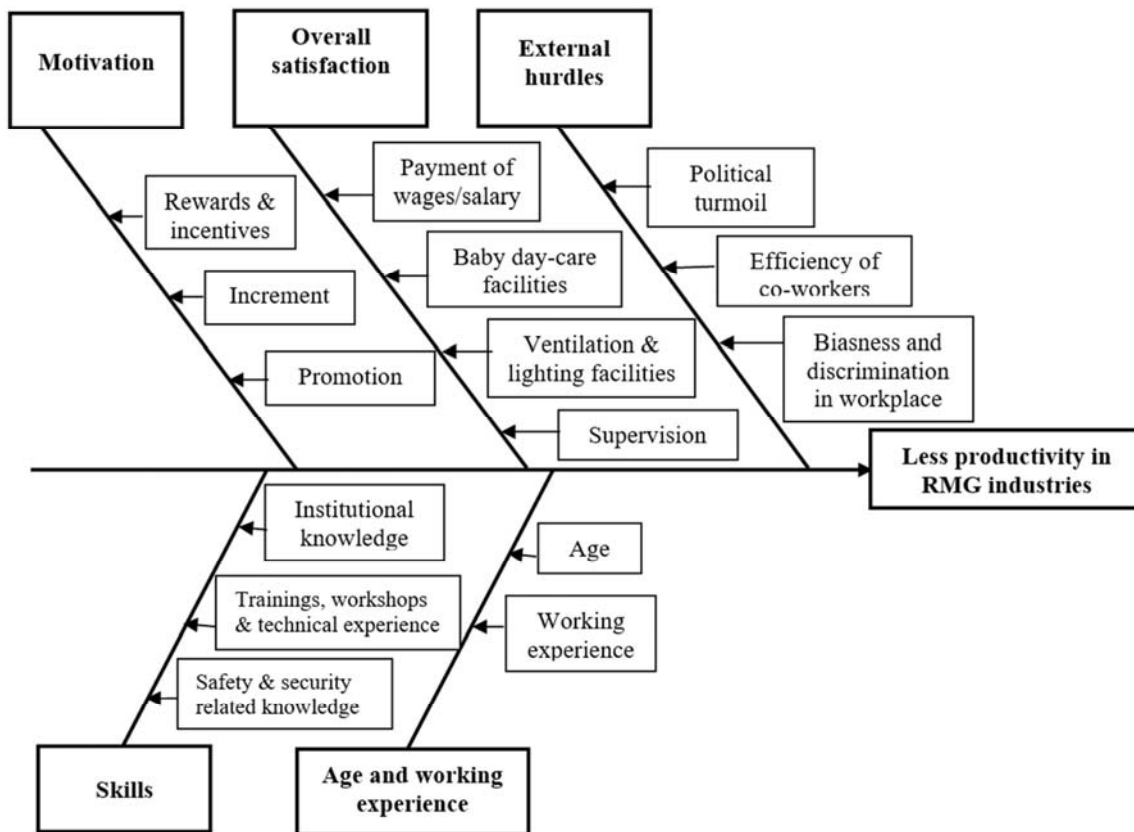 Motivation
Overall
satisfaction
External
hurdles
Rewards &
incentives
Increment
Promotion
Payment of
wages/salary
Baby day-care
facilities
Ventilation &
lighting facilities
Supervision
Political
turmoil
Efficiency of
co-workers
Biasness and
discrimination
in workplace
Less productivity in
RMG industries
Institutional
knowledge
Trainings, workshops
& technical experience
Safety & security
related knowledge
Age
Working
experience
Skills
Age and working
experience